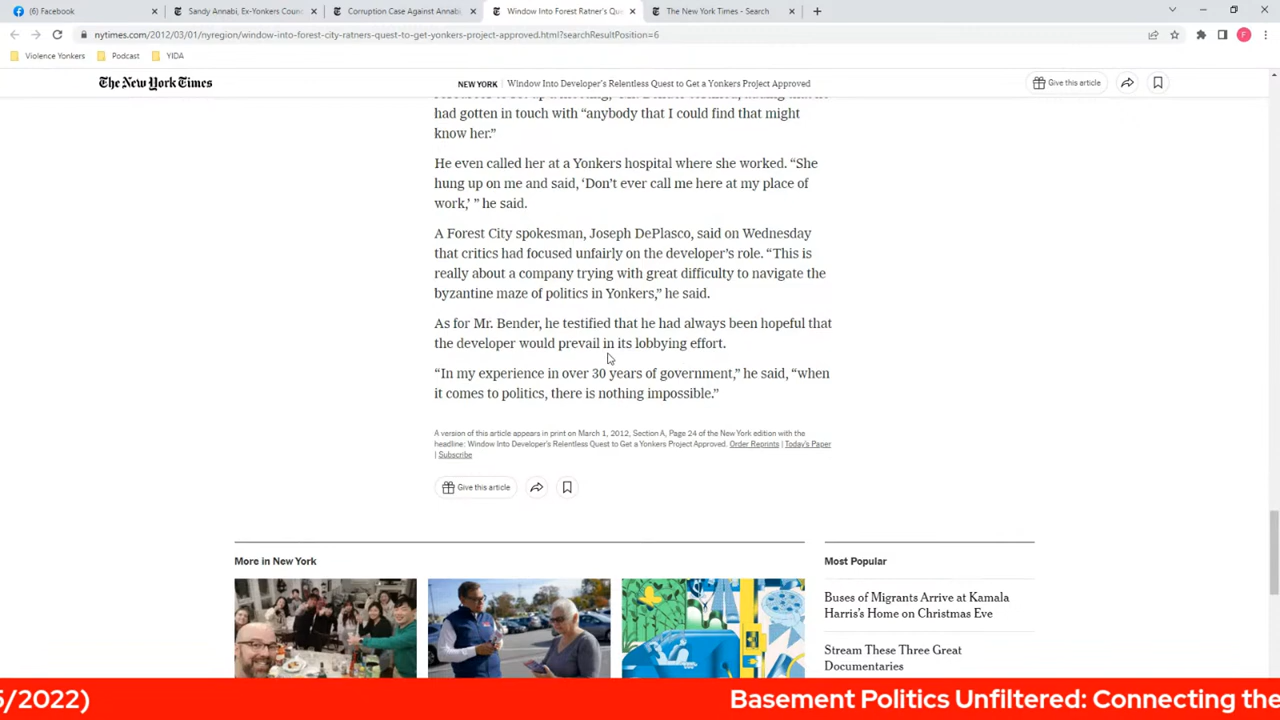 (6) Facebook
Sandy Annabi, Ex-Yonkers Counc
Corruption Case Against Annabi,
Window Into Forest Ratner's Que
The New York Times - Search
nytimes.com/2012/03/01/nyregion/window-into-forest-city-ratners-quest-to-get-yonkers-project-approved.html?searchResultPosition=6
F
Violence Yonkers
Podcast
YIDA
The New York Times
NEW YORK | Window Into Developer's Relentless Quest to Get a Yonkers Project Approved
Give this article
had gotten in touch with “anybody that I could find that might
know her.”
He even called her at a Yonkers hospital where she worked. “She
hung up on me and said, ‘Don’t ever call me here at my place of
work,’ ” he said.
A Forest City spokesman, Joseph DePlasco, said on Wednesday
that critics had focused unfairly on the developer’s role. “This is
really about a company trying with great difficulty to navigate the
byzantine maze of politics in Yonkers,” he said.
As for Mr. Bender, he testified that he had always been hopeful that
the developer would prevail in its lobbying effort.
“In my experience in over 30 years of government,” he said, “when
it comes to politics, there is nothing impossible.”
A version of this article appears in print on March 1, 2012, Section A, Page 24 of the New York edition with the
headline: Window Into Developer's Relentless Quest to Get a Yonkers Project Approved. Order Reprints | Today's Paper
| Subscribe
Give this article
More in New York
Most Popular
Buses of Migrants Arrive at Kamala
Harris’s Home on Christmas Eve
Stream These Three Great
Documentaries
5/2022)
Basement Politics Unfiltered: Connecting the